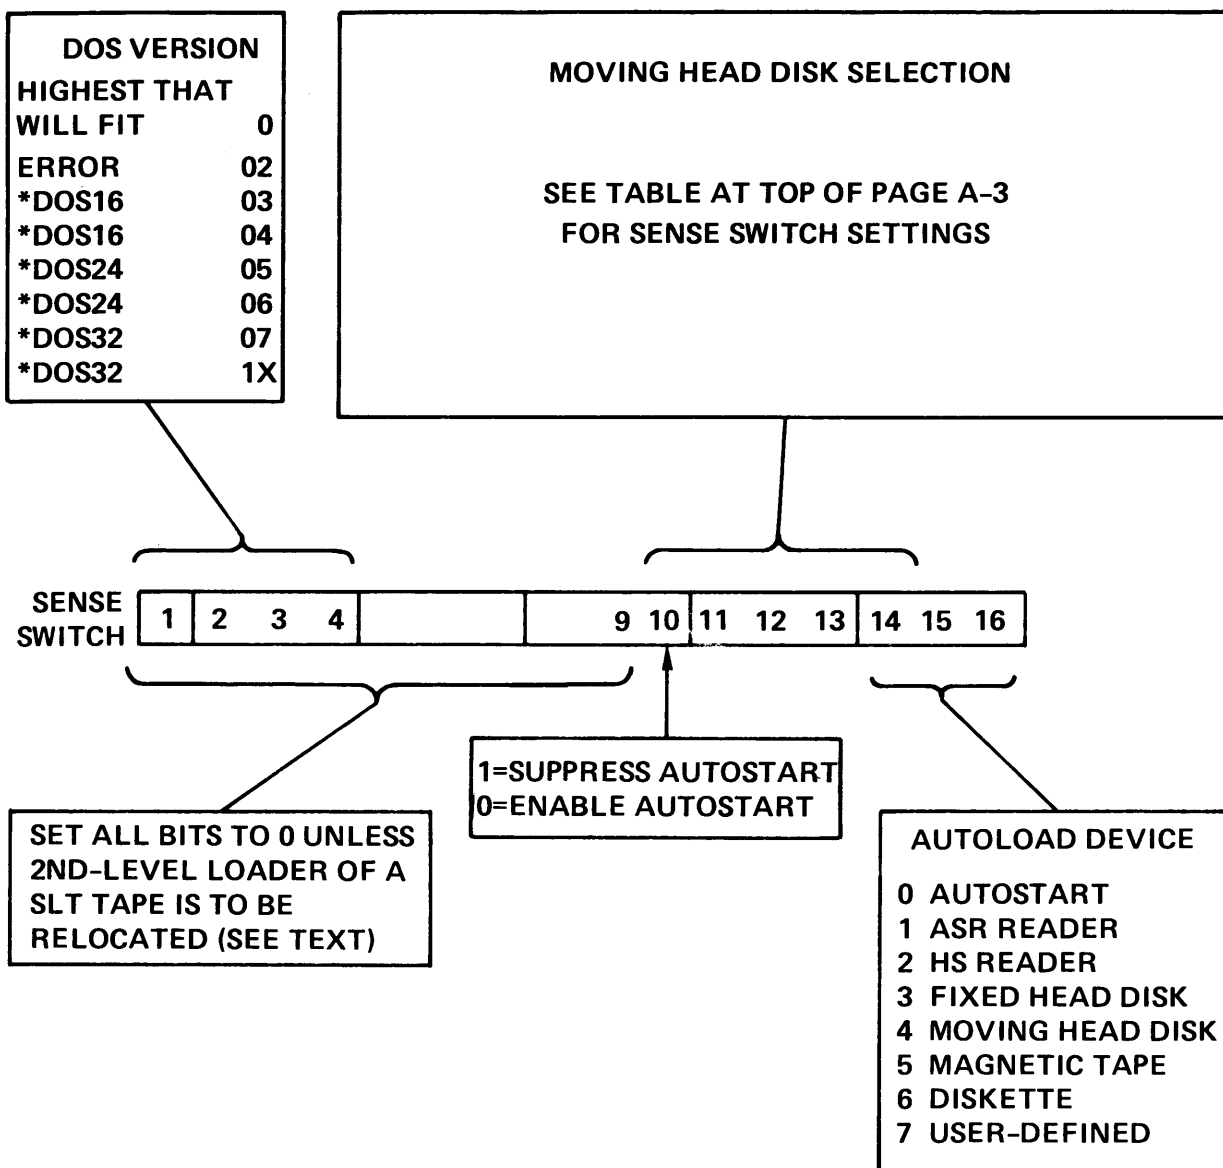 DOS VERSION
HIGHEST THAT
WILL FIT 0
ERROR 02
*DOS16 03
*DOS16 04
*DOS24 05
*DOS24 06
*DOS32 07
*DOS32 1X
MOVING HEAD DISK SELECTION
SEE TABLE AT TOP OF PAGE A-3
FOR SENSE SWITCH SETTINGS
SENSE
SWITCH
1 2 3 4 9 10 11 12 13 14 15 16
1=SUPPRESS AUTOSTART
0=ENABLE AUTOSTART
SET ALL BITS TO 0 UNLESS
2ND-LEVEL LOADER OF A
SLT TAPE IS TO BE
RELOCATED (SEE TEXT)
AUTOLOAD DEVICE
0 AUTOSTART
1 ASR READER
2 HS READER
3 FIXED HEAD DISK
4 MOVING HEAD DISK
5 MAGNETIC TAPE
6 DISKETTE
7 USER-DEFINED